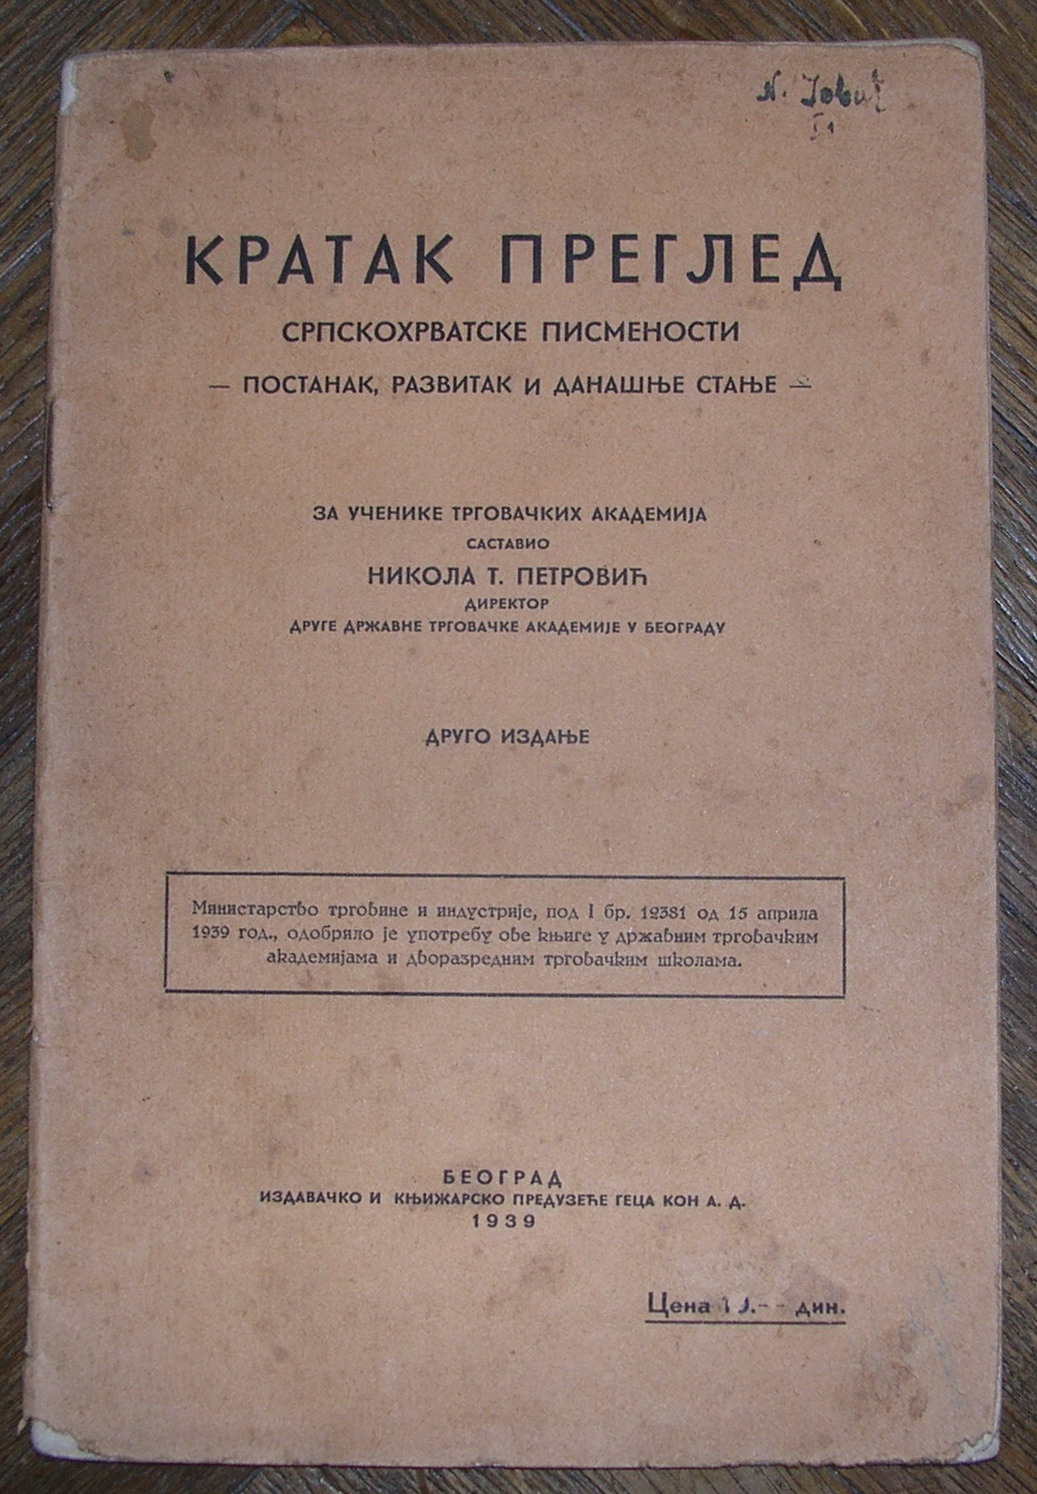 КРАТАК ПРЕГЛЕД
СРПСКОХРВАТСКЕ ПИСМЕНОСТИ
— ПОСТАНАК, РАЗВИТАК И ДАНАШЊЕ СТАЊЕ —
ЗА УЧЕНИКЕ ТРГОВАЧКИХ АКАДЕМИЈА
САСТАВИО
НИКОЛА Т. ПЕТРОВИЋ
ДИРЕКТОР
ДРУГЕ ДРЖАВНЕ ТРГОВАЧКЕ АКАДЕМИЈЕ У БЕОГРАДУ
ДРУГО ИЗДАЊЕ
Министарство трговине и индустрије, под I бр. 12381 од 15 априла
1939 год., одобрило је употребу ове књиге у државним трговачким
академијама и дворазредним трговачким школама.
БЕОГРАД
ИЗДАВАЧКО И КЊИЖАРСКО ПРЕДУЗЕЋЕ ГЕЦА КОН А. Д.
1939
Цена дин.